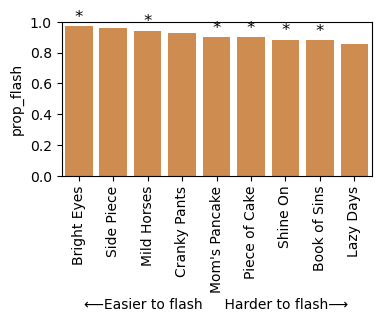 * * * * * *
1.0
0.8
0.6
0.4
0.2
0.0
prop_flash
Bright Eyes
Side Piece
Mild Horses
Cranky Pants
Mom's Pancake
Piece of Cake
Shine On
Book of Sins
Lazy Days
⟵Easier to flash Harder to flash⟶